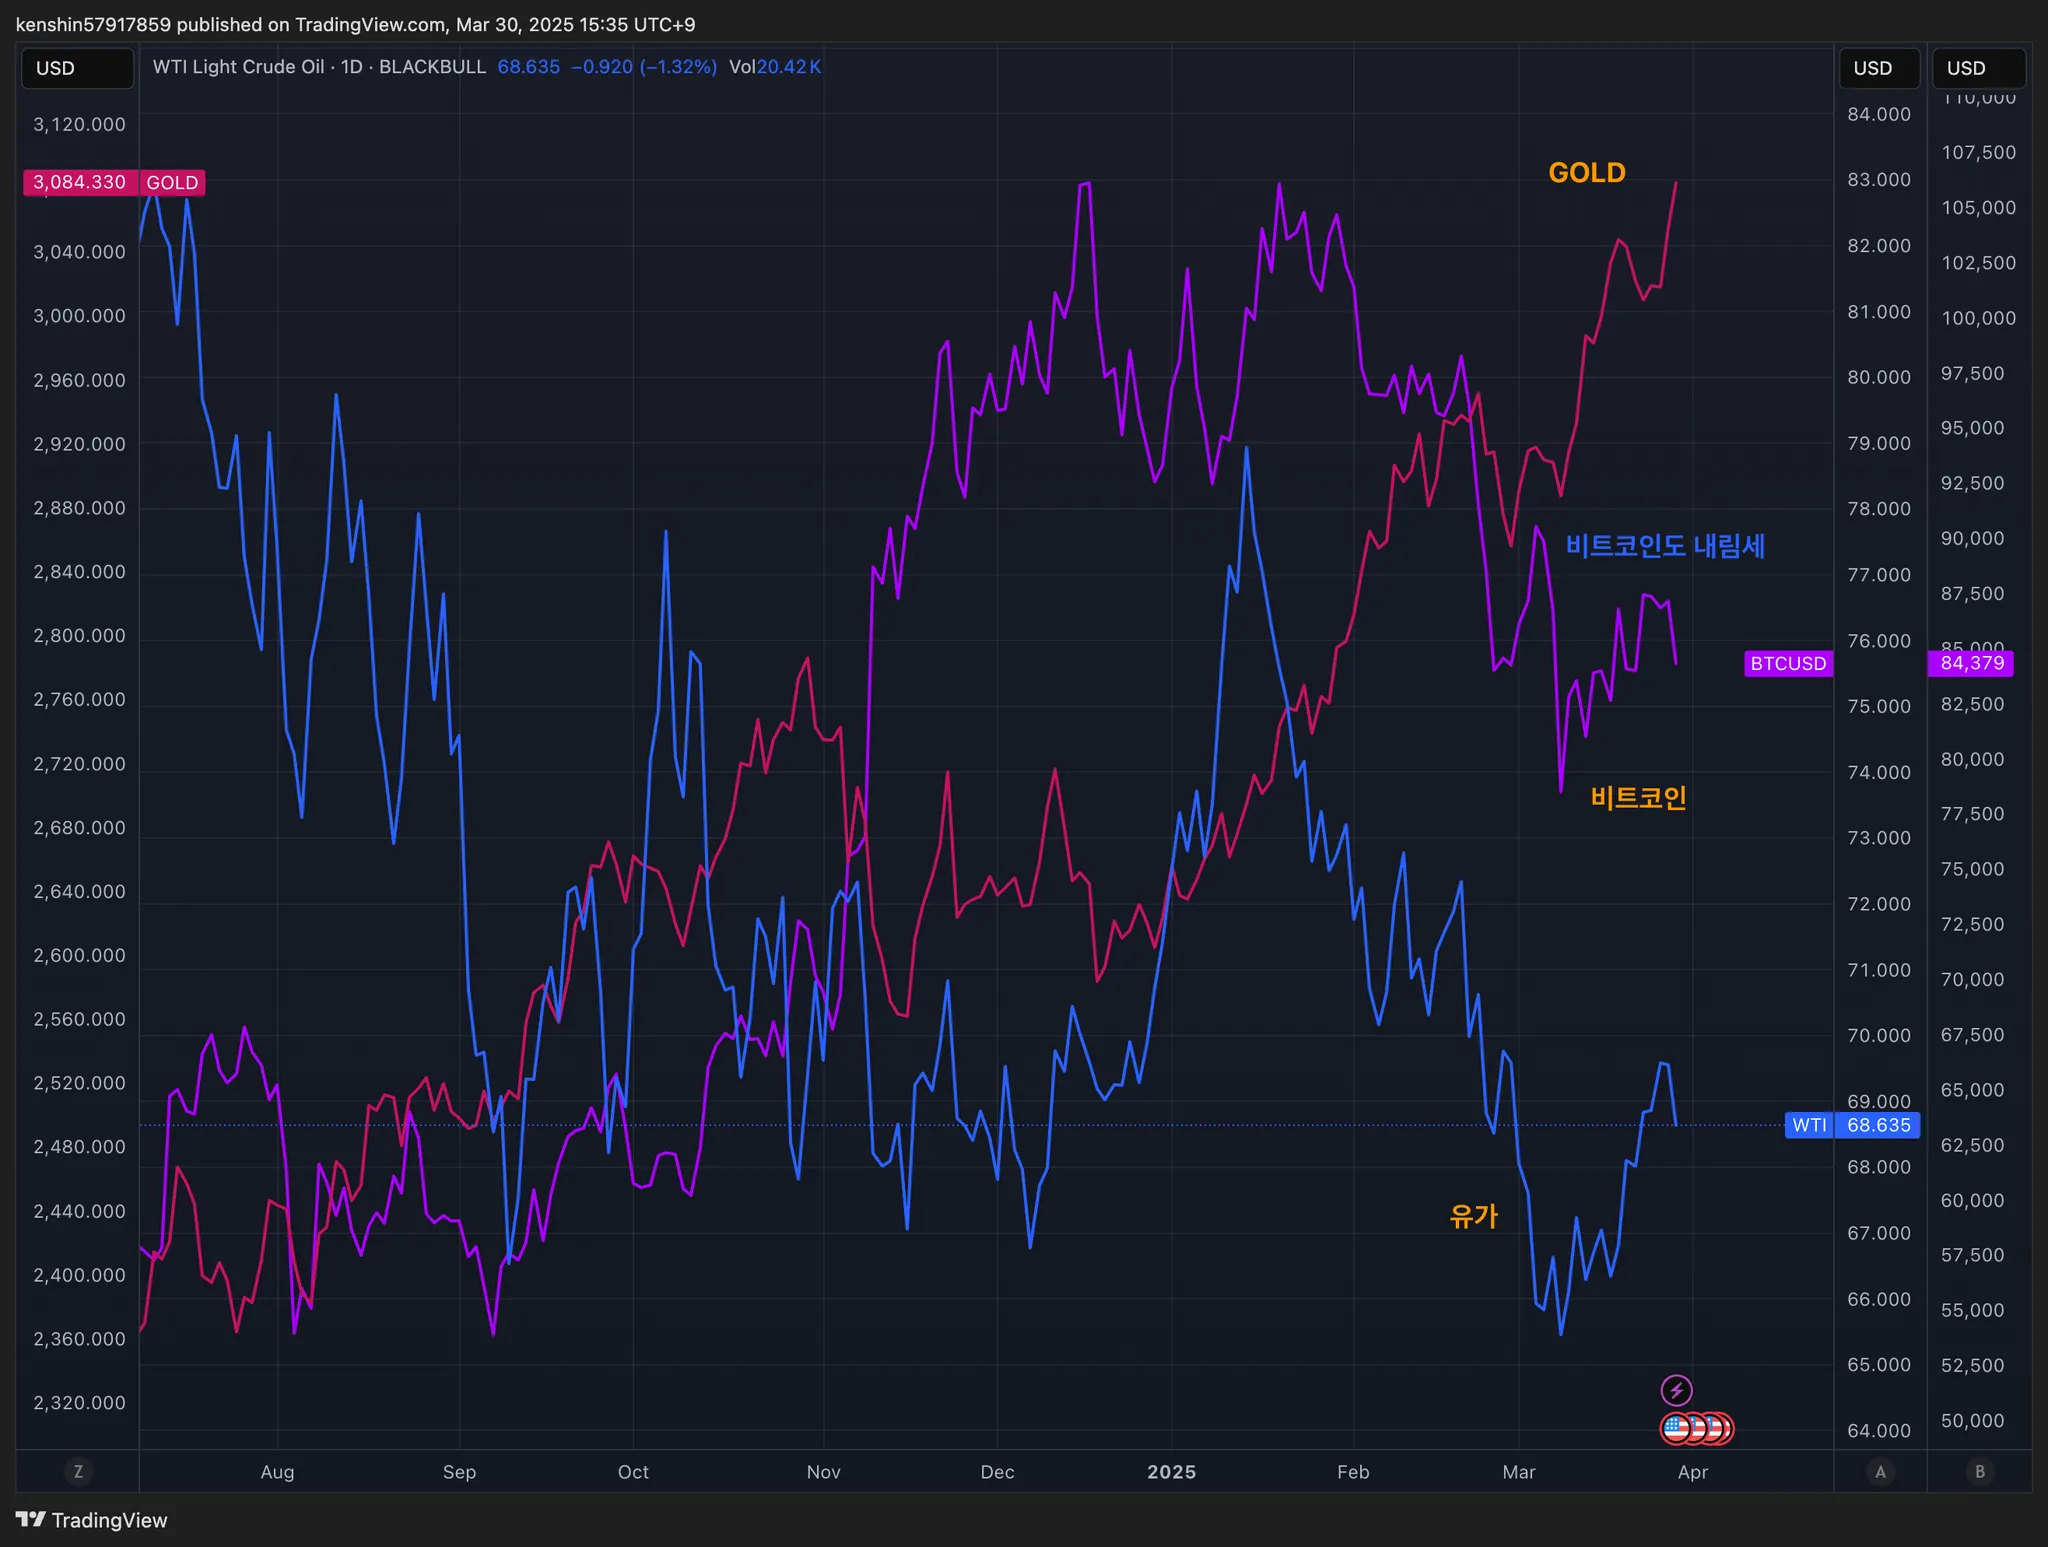 kenshin57917859 published on TradingView.com, Mar 30, 2025 15:35 UTC+9
USD
WTI Light Crude Oil · 1D · BLACKBULL 68.635 −0.920 (−1.32%) Vol20.42 K
USD
USD
3,120.000
3,084.330 GOLD
3,040.000
3,000.000
2,960.000
2,920.000
2,880.000
2,840.000
2,800.000
2,760.000
2,720.000
2,680.000
2,640.000
2,600.000
2,560.000
2,520.000
2,480.000
2,440.000
2,400.000
2,360.000
2,320.000
GOLD
비트코인도 내림세
BTCUSD
비트코인
WTI
유가
84.000
83.000
82.000
81.000
80.000
79.000
78.000
77.000
76.000
75.000
74.000
73.000
72.000
71.000
70.000
69.000
68.635
68.000
67.000
66.000
65.000
64.000
110,000
107,500
105,000
102,500
100,000
97,500
95,000
92,500
90,000
87,500
85,000
84,379
82,500
80,000
77,500
75,000
72,500
70,000
67,500
65,000
62,500
60,000
57,500
55,000
52,500
50,000
Z
Aug
Sep
Oct
Nov
Dec
2025
Feb
Mar
Apr
A
B
TradingView